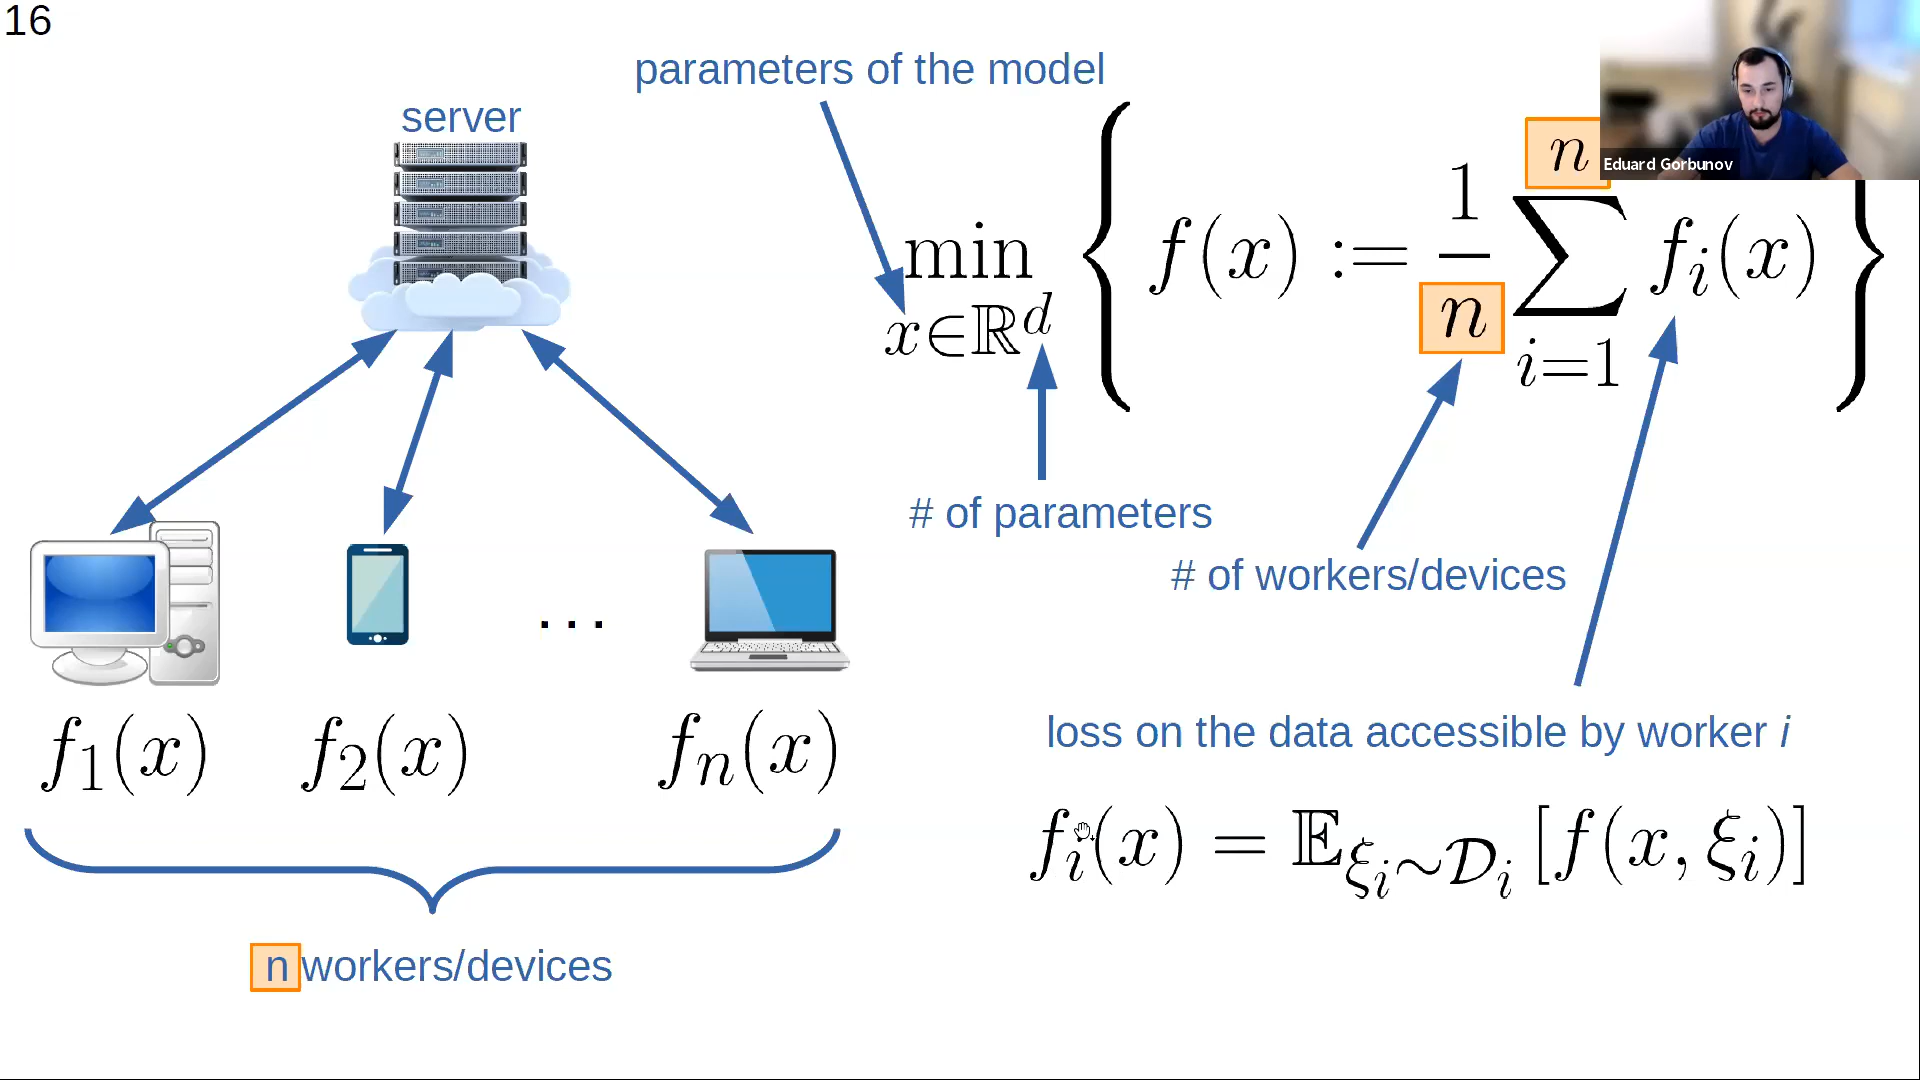 16
parameters of the model
server
Eduard Gorbunov
min x∈ℝ^d { f(x) := 1/n ∑_{i=1}^n f_i(x) }
# of parameters
# of workers/devices
...
f_1(x) f_2(x) f_n(x)
loss on the data accessible by worker i
f_i(x) = 𝔼_{ξ_i∼𝒟_i} [f(x, ξ_i)]
n workers/devices